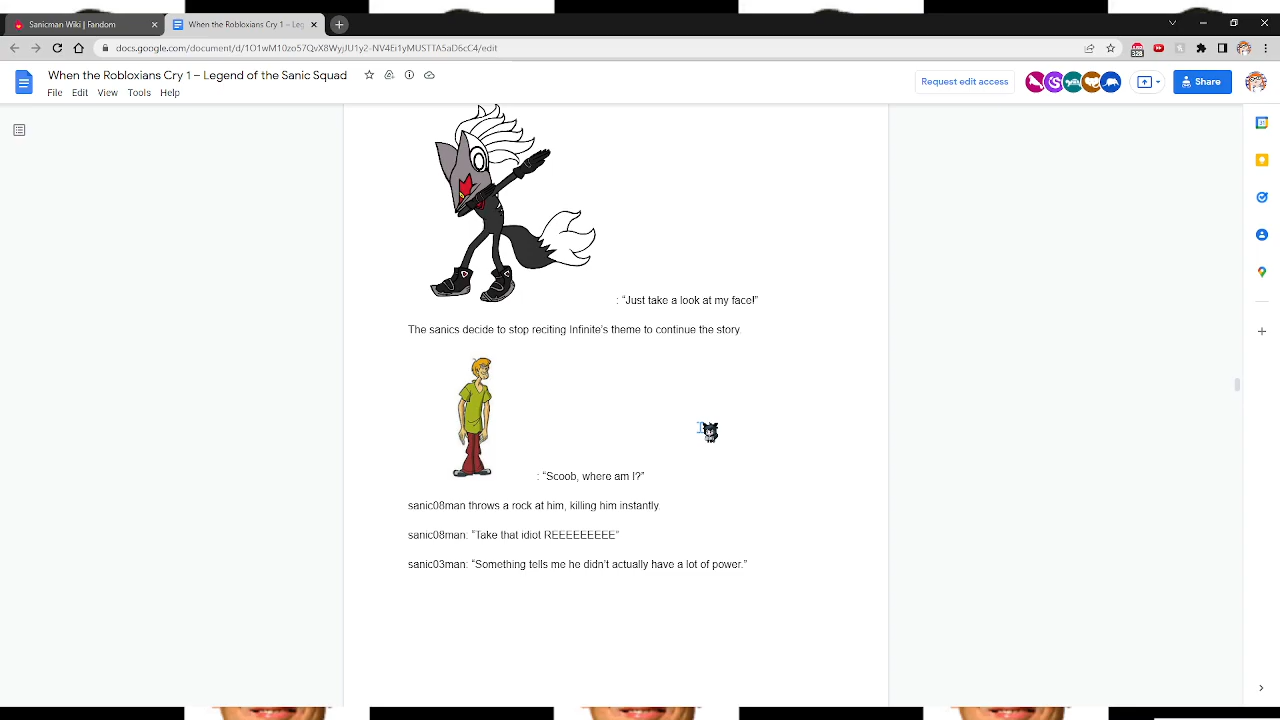 Sanicman Wiki | Fandom
When the Robloxians Cry 1 – Leg
docs.google.com/document/d/1O1wM10zo57QvX8WyjJU1y2-NV4Ei1yMUSTTA5aD6cC4/edit
When the Robloxians Cry 1 – Legend of the Sanic Squad
File Edit View Tools Help
Request edit access
Share
: “Just take a look at my face!”
The sanics decide to stop reciting Infinite’s theme to continue the story.
: “Scoob, where am I?”
sanic08man throws a rock at him, killing him instantly.
sanic08man: “Take that idiot REEEEEEEEE”
sanic03man: “Something tells me he didn’t actually have a lot of power.”